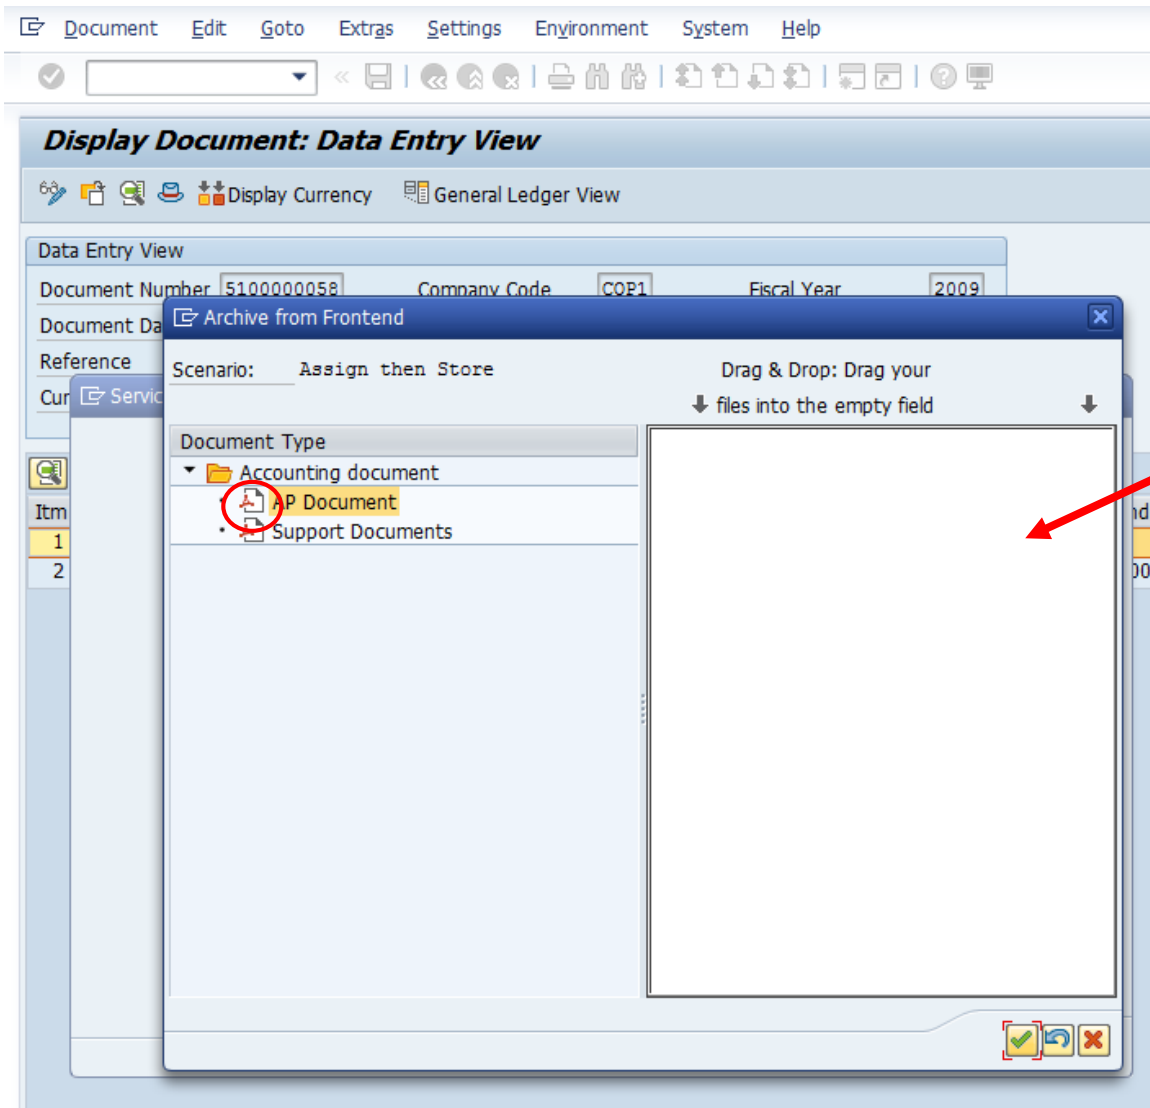 Document Edit Goto Extras Settings Environment System Help
Display Document: Data Entry View
Display Currency General Ledger View
Data Entry View
Document Number 5100000058 Company Code COP1 Fiscal Year 2009
Document Da
Archive from Frontend
Reference
Scenario: Assign then Store Drag & Drop: Drag your
Cur Servic
files into the empty field
Document Type
Accounting document
AP Document
Itm
Support Documents
1
2